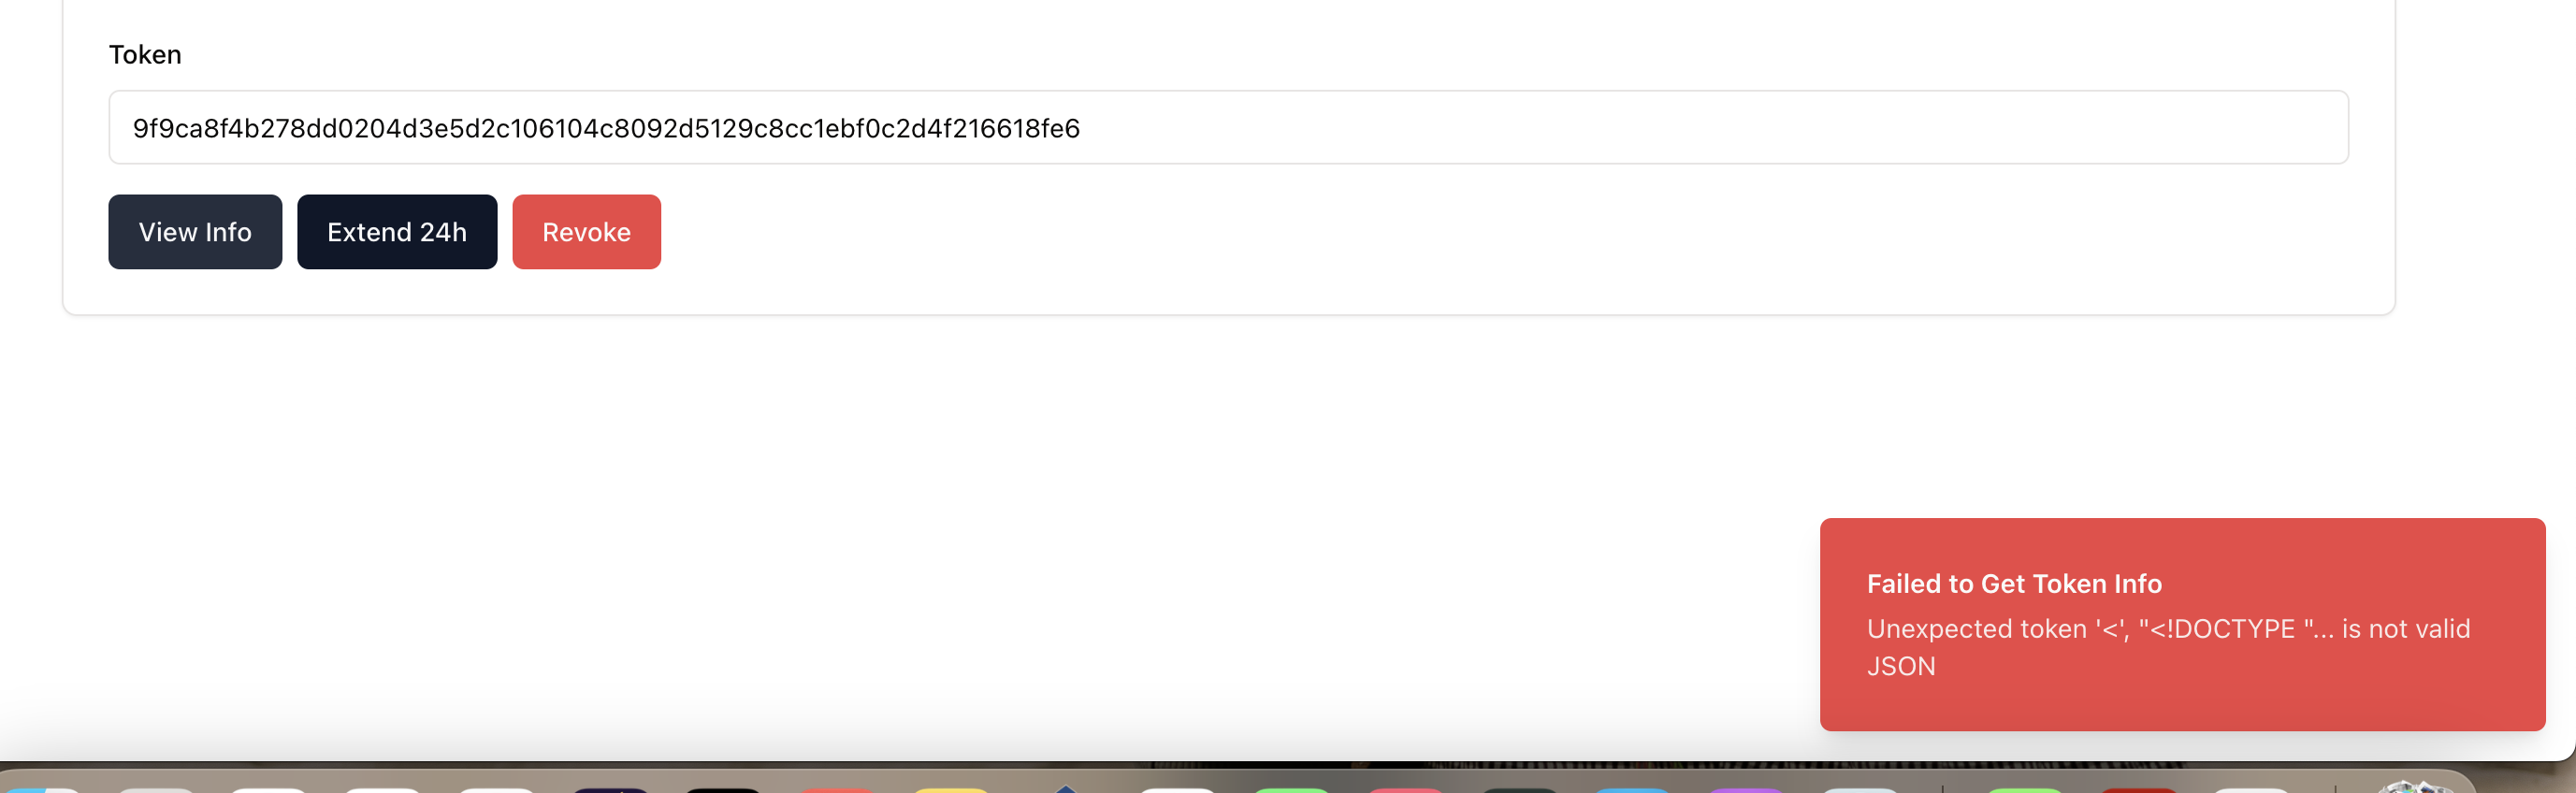 Token
9f9ca8f4b278dd0204d3e5d2c106104c8092d5129c8cc1ebf0c2d4f216618fe6
View Info
Extend 24h
Revoke
Failed to Get Token Info
Unexpected token '<', "<!DOCTYPE "... is not valid
JSON